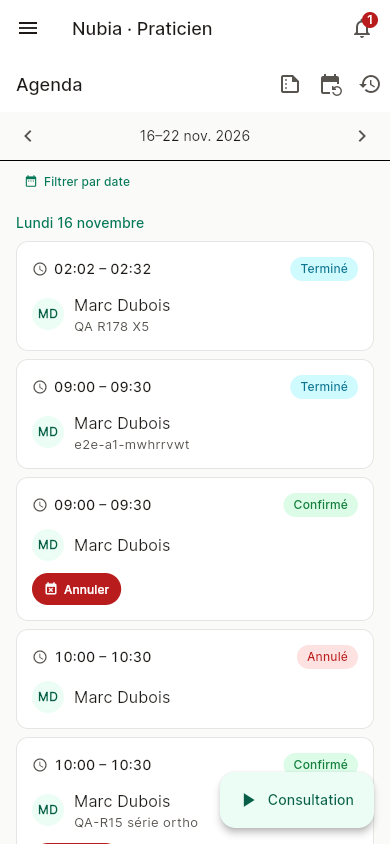 Nubia · Praticien
1
Agenda
16–22 nov. 2026
Filtrer par date
Lundi 16 novembre
02:02 – 02:32
Terminé
MD
Marc Dubois
QA R178 X5
09:00 – 09:30
Terminé
MD
Marc Dubois
e2e-a1-mwhrrvwt
09:00 – 09:30
Confirmé
MD
Marc Dubois
Annuler
10:00 – 10:30
Annulé
MD
Marc Dubois
10:00 – 10:30
Confirmé
MD
Marc Dubois
QA-R15 série ortho
Consultation